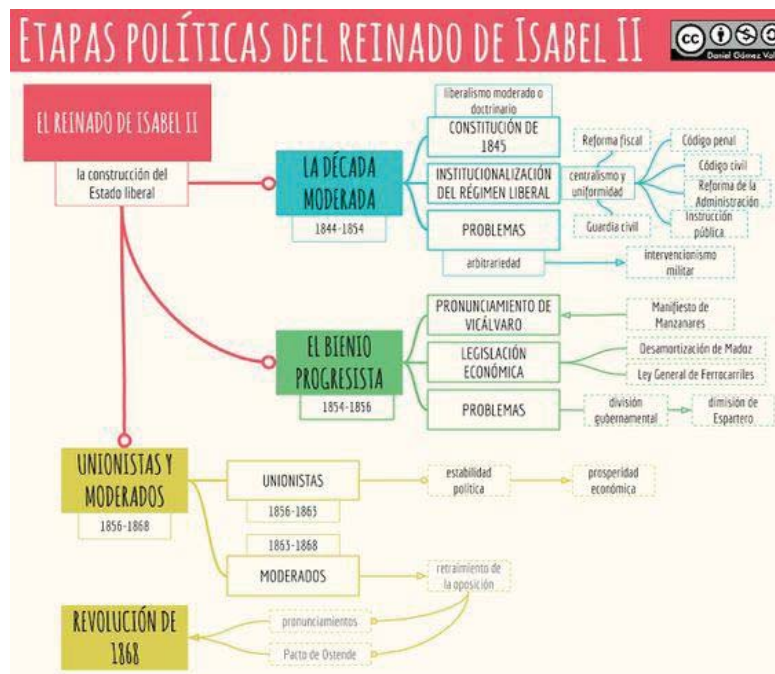 ETAPAS POLÍTICAS DEL REINADO DE ISABEL II
cc
Daniel Gómez
EL REINADO DE ISABEL II
la construcción del
Estado liberal
LA DÉCADA
MODERADA
1844-1854
liberalismo moderado o
doctrinario
CONSTITUCIÓN DE
1845
INSTITUCIONALIZACIÓN
DEL RÉGIMEN LIBERAL
centralismo y
uniformidad
Reforma fiscal
Guardia civil
Código penal
Código civil
Reforma de la
Administración
Instrucción
pública
PROBLEMAS
arbitrariedad
intervencionismo
militar
EL BIENIO
PROGRESISTA
1854-1856
PRONUNCIAMIENTO DE
VICÁLVARO
Manifiesto de
Manzanares
LEGISLACIÓN
ECONÓMICA
Desamortización de Madoz
Ley General de Ferrocarriles
PROBLEMAS
división
gubernamental
dimisión de
Espartero
UNIONISTAS Y
MODERADOS
1856-1868
UNIONISTAS
1856-1863
estabilidad
política
prosperidad
económica
1863-1868
MODERADOS
retraimiento de
la oposición
pronunciamientos
Pacto de Ostende
REVOLUCIÓN DE
1868